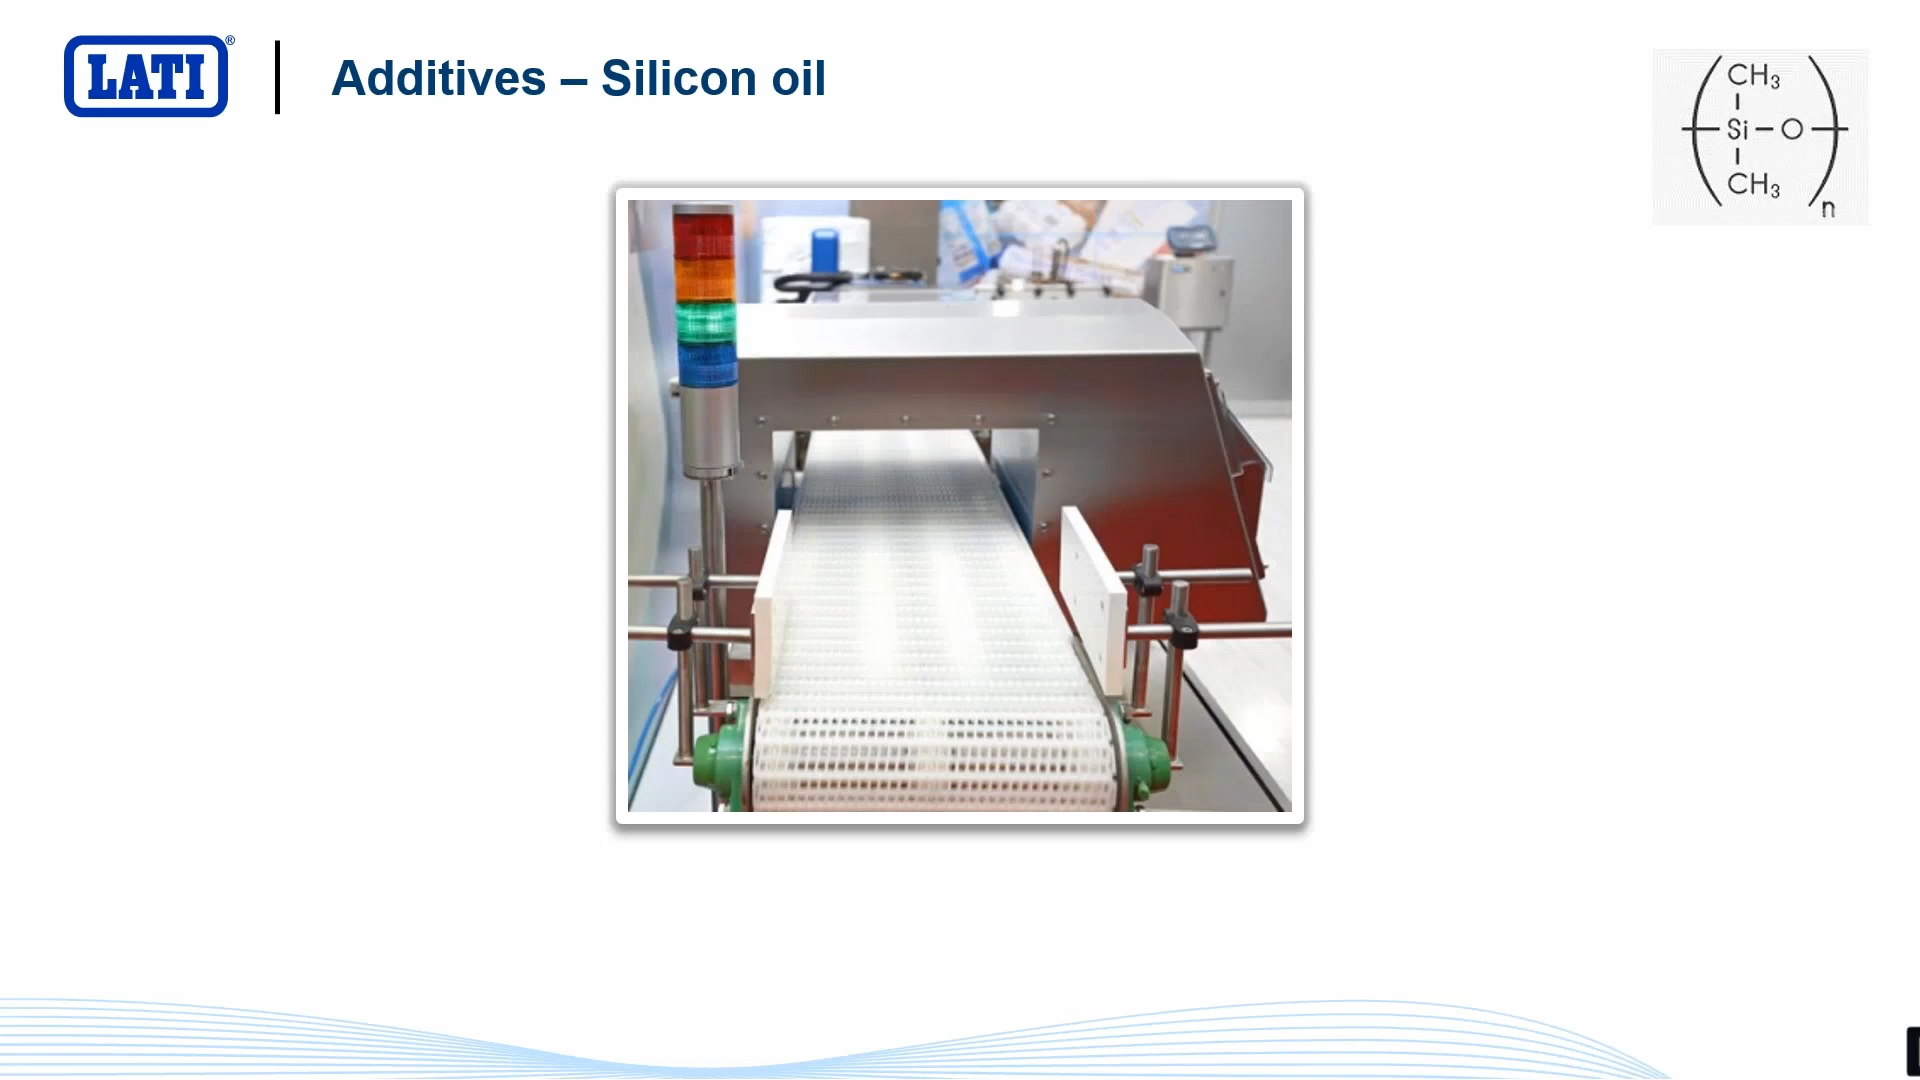 LATI®
Additives – Silicon oil
CH3
Si – O
CH3
n